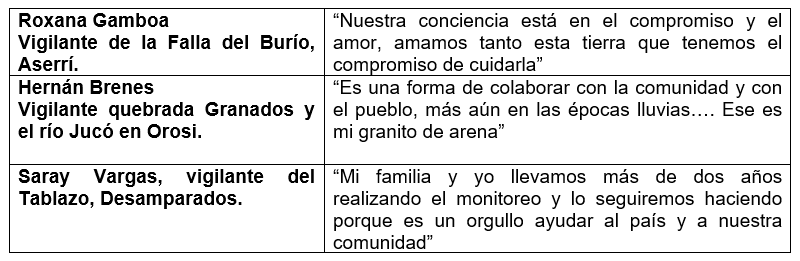 Roxana Gamboa
Vigilante de la Falla del Burío,
Aserrí.
“Nuestra conciencia está en el compromiso y el
amor, amamos tanto esta tierra que tenemos el
compromiso de cuidarla”
Hernán Brenes
Vigilante quebrada Granados y
el río Jucó en Orosi.
“Es una forma de colaborar con la comunidad y con
el pueblo, más aún en las épocas lluvias…. Ese es
mi granito de arena”
Saray Vargas, vigilante del
Tablazo, Desamparados.
“Mi familia y yo llevamos más de dos años
realizando el monitoreo y lo seguiremos haciendo
porque es un orgullo ayudar al país y a nuestra
comunidad”